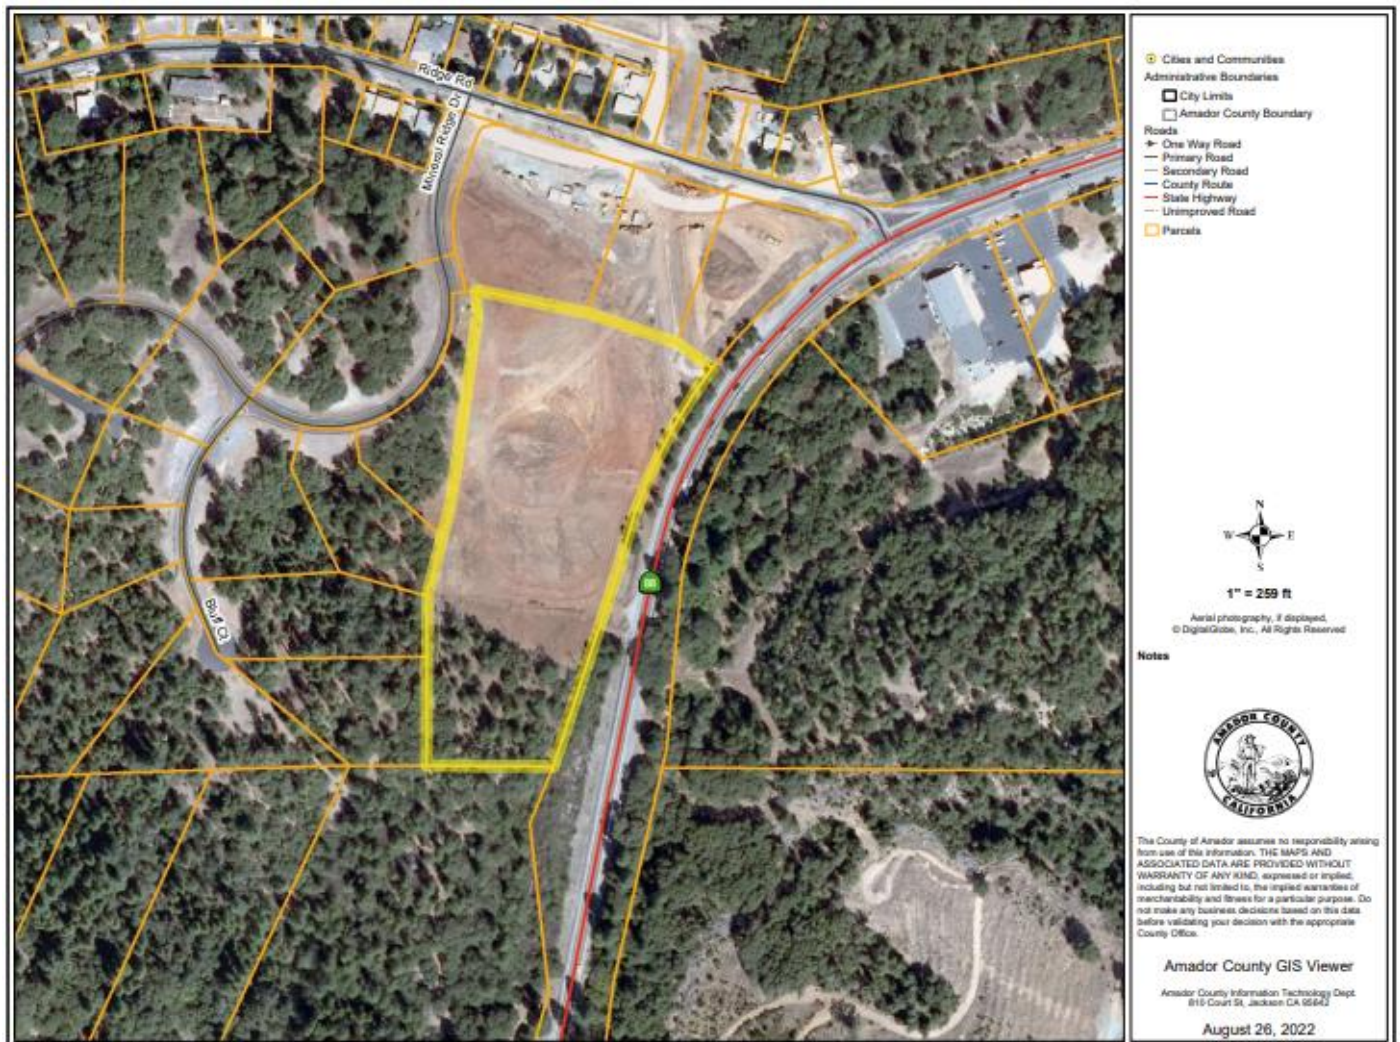 Ridge Rd
Mineral Ridge Dr
Bluff Ct
88
Cities and Communities
Administrative Boundaries
City Limits
Amador County Boundary
Roads
One Way Road
Primary Road
Secondary Road
County Route
State Highway
Unimproved Road
Parcels
N
W E
S
1" = 259 ft
Aerial photography, if displayed,
© DigitalGlobe, Inc., All Rights Reserved
Notes
AMADOR COUNTY
CALIFORNIA
The County of Amador assumes no responsibility arising
from use of this information. THE MAPS AND
ASSOCIATED DATA ARE PROVIDED WITHOUT
WARRANTY OF ANY KIND, expressed or implied,
including but not limited to, the implied warranties of
merchantability and fitness for a particular purpose. Do
not make any business decisions based on this data
before validating your decision with the appropriate
County Office.
Amador County GIS Viewer
Amador County Information Technology Dept.
810 Court St, Jackson CA 95642
August 26, 2022